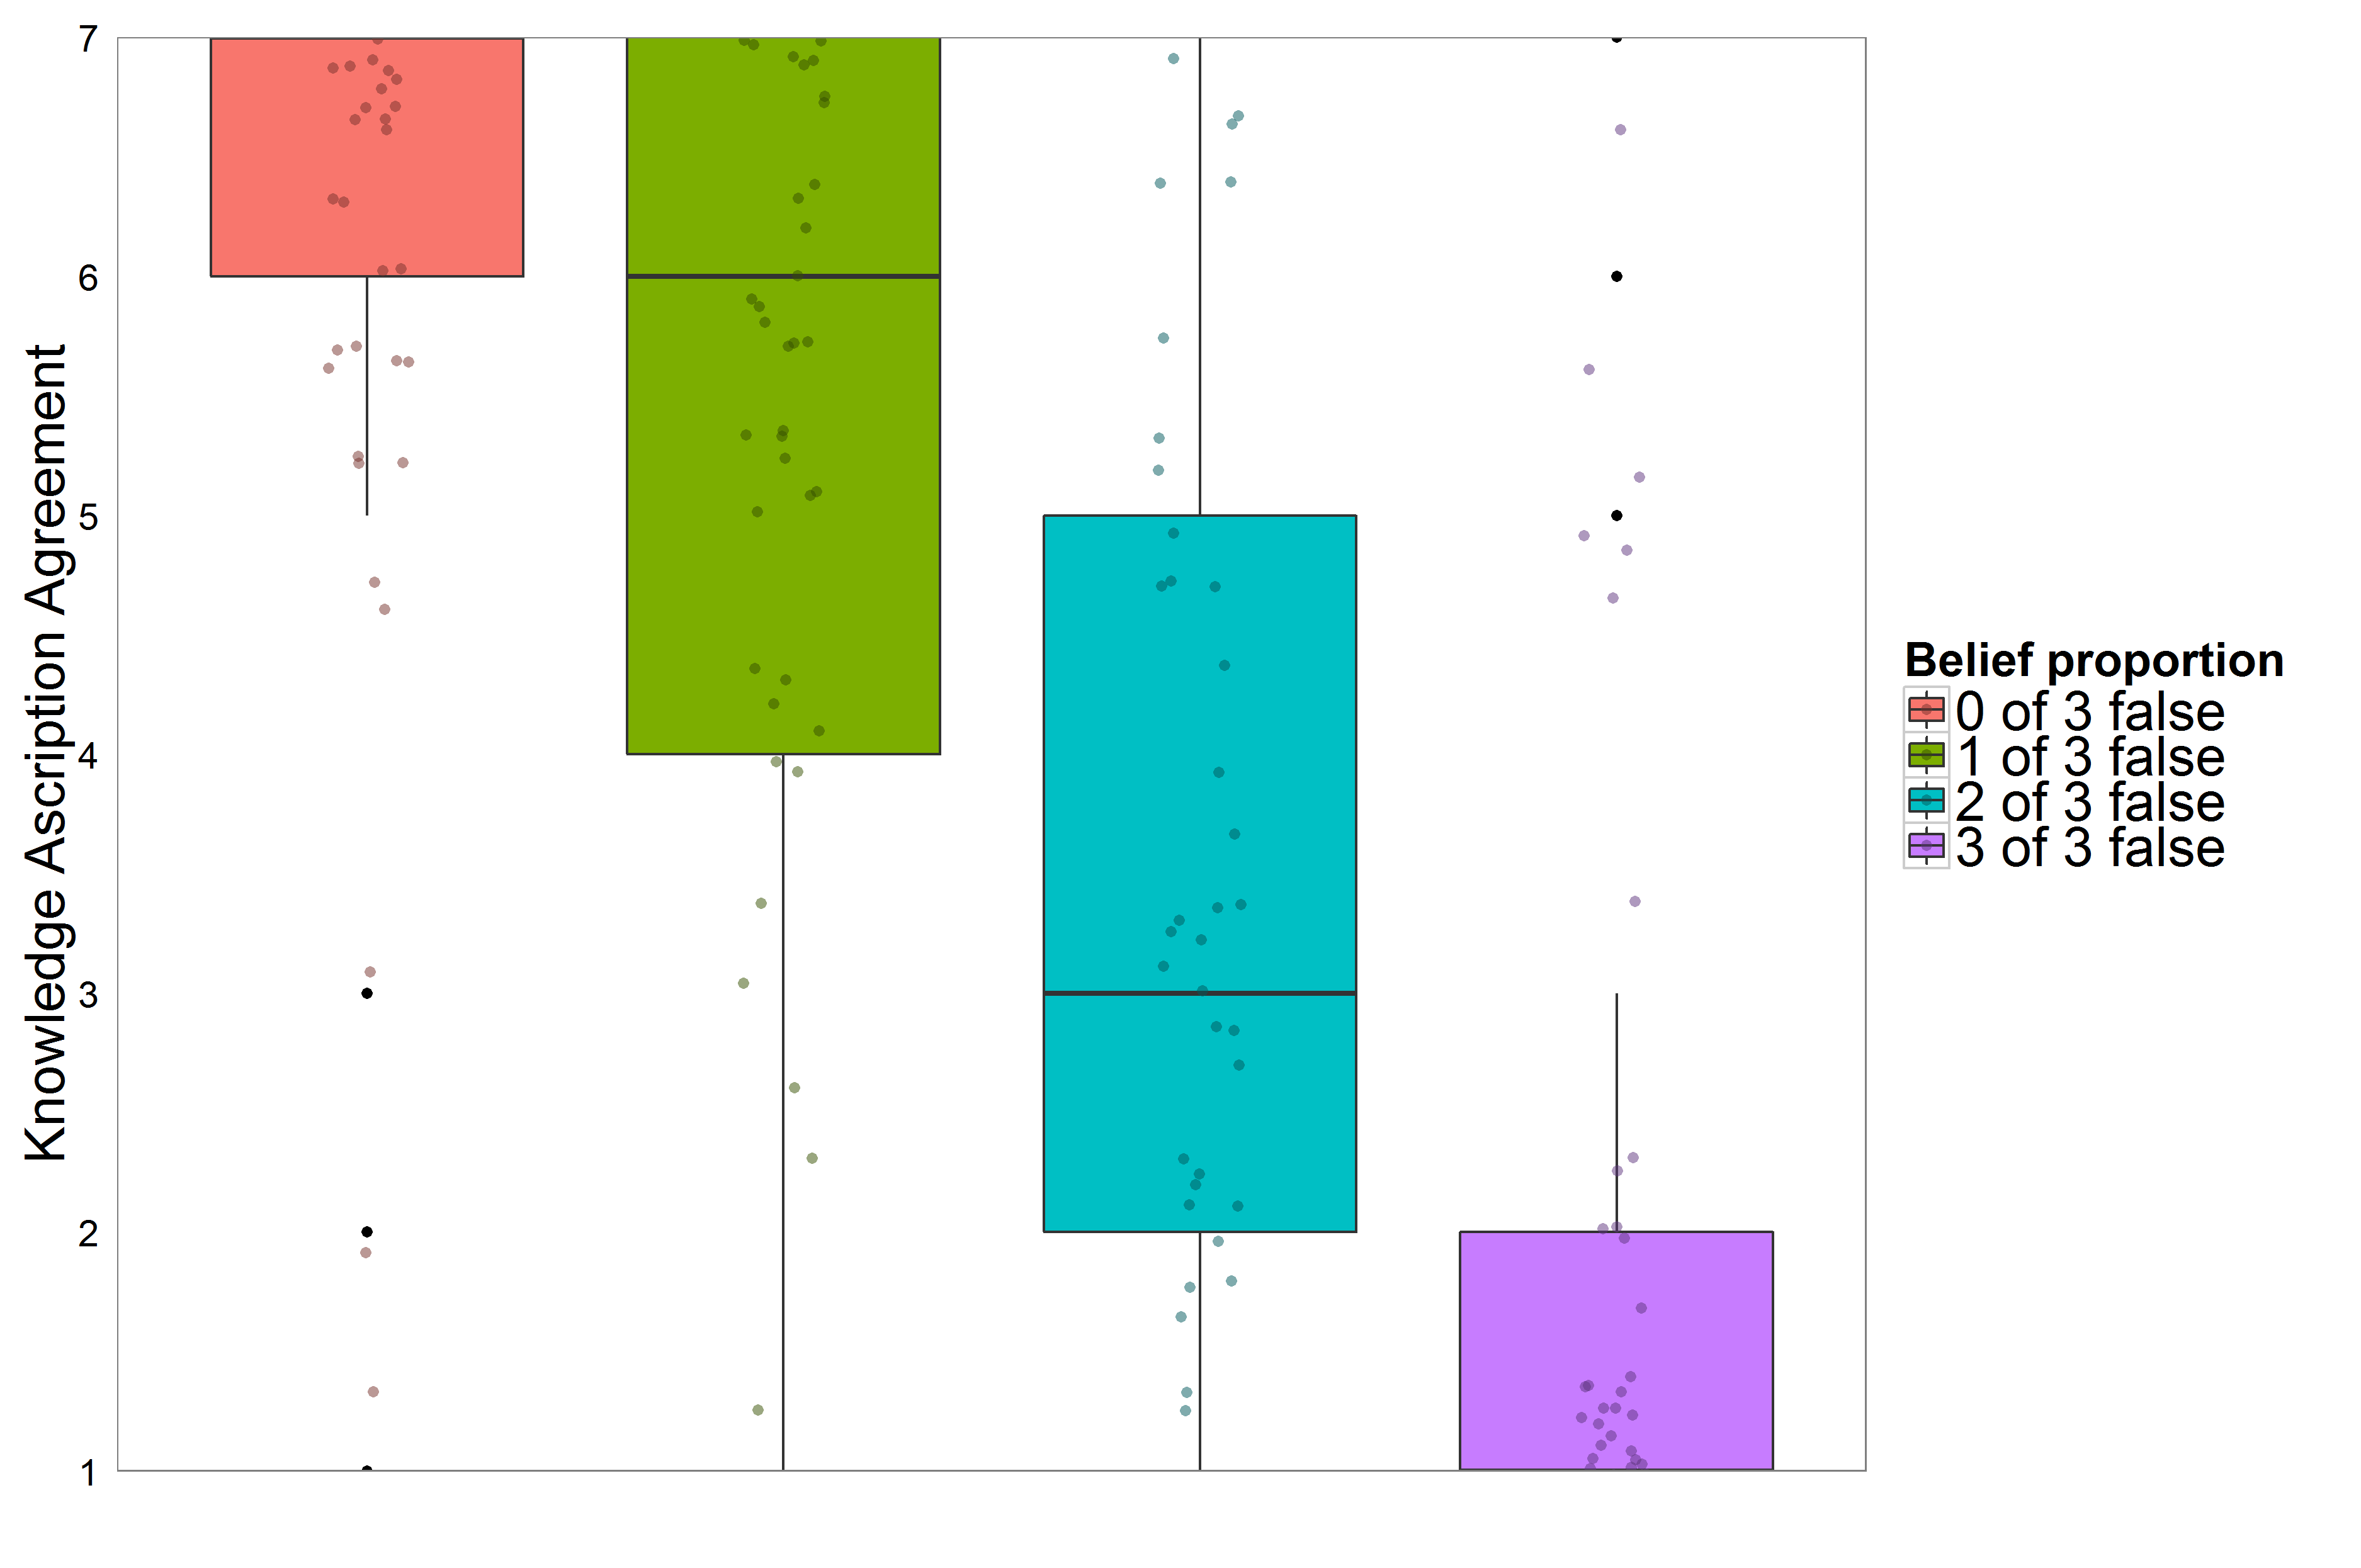 Knowledge Ascription Agreement
7
6
5
4
3
2
1
Belief proportion
0 of 3 false
1 of 3 false
2 of 3 false
3 of 3 false